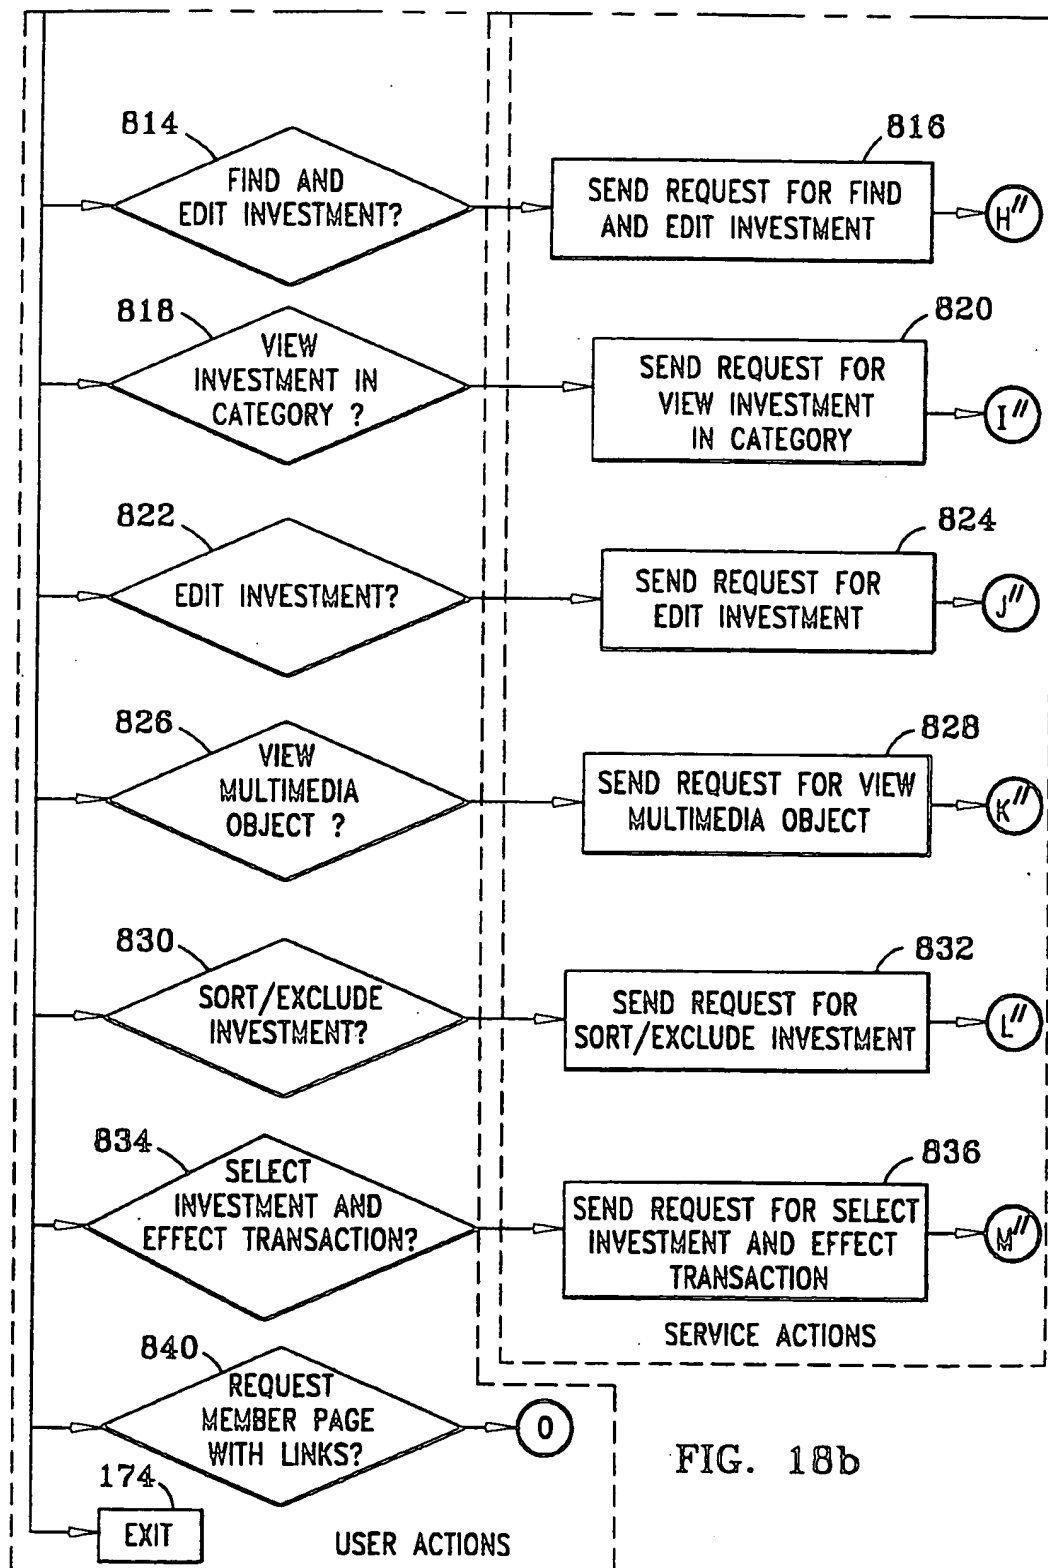 814
FIND AND
EDIT INVESTMENT?
816
SEND REQUEST FOR FIND
AND EDIT INVESTMENT
H"
818
VIEW
INVESTMENT IN
CATEGORY ?
820
SEND REQUEST FOR
VIEW INVESTMENT
IN CATEGORY
I"
822
EDIT INVESTMENT?
824
SEND REQUEST FOR
EDIT INVESTMENT
J"
826
VIEW
MULTIMEDIA
OBJECT ?
828
SEND REQUEST FOR VIEW
MULTIMEDIA OBJECT
K"
830
SORT/EXCLUDE
INVESTMENT?
832
SEND REQUEST FOR
SORT/EXCLUDE INVESTMENT
L"
834
SELECT
INVESTMENT AND
EFFECT TRANSACTION?
836
SEND REQUEST FOR SELECT
INVESTMENT AND EFFECT
TRANSACTION
M"
SERVICE ACTIONS
840
REQUEST
MEMBER PAGE
WITH LINKS?
O
174
EXIT
USER ACTIONS
FIG. 18b